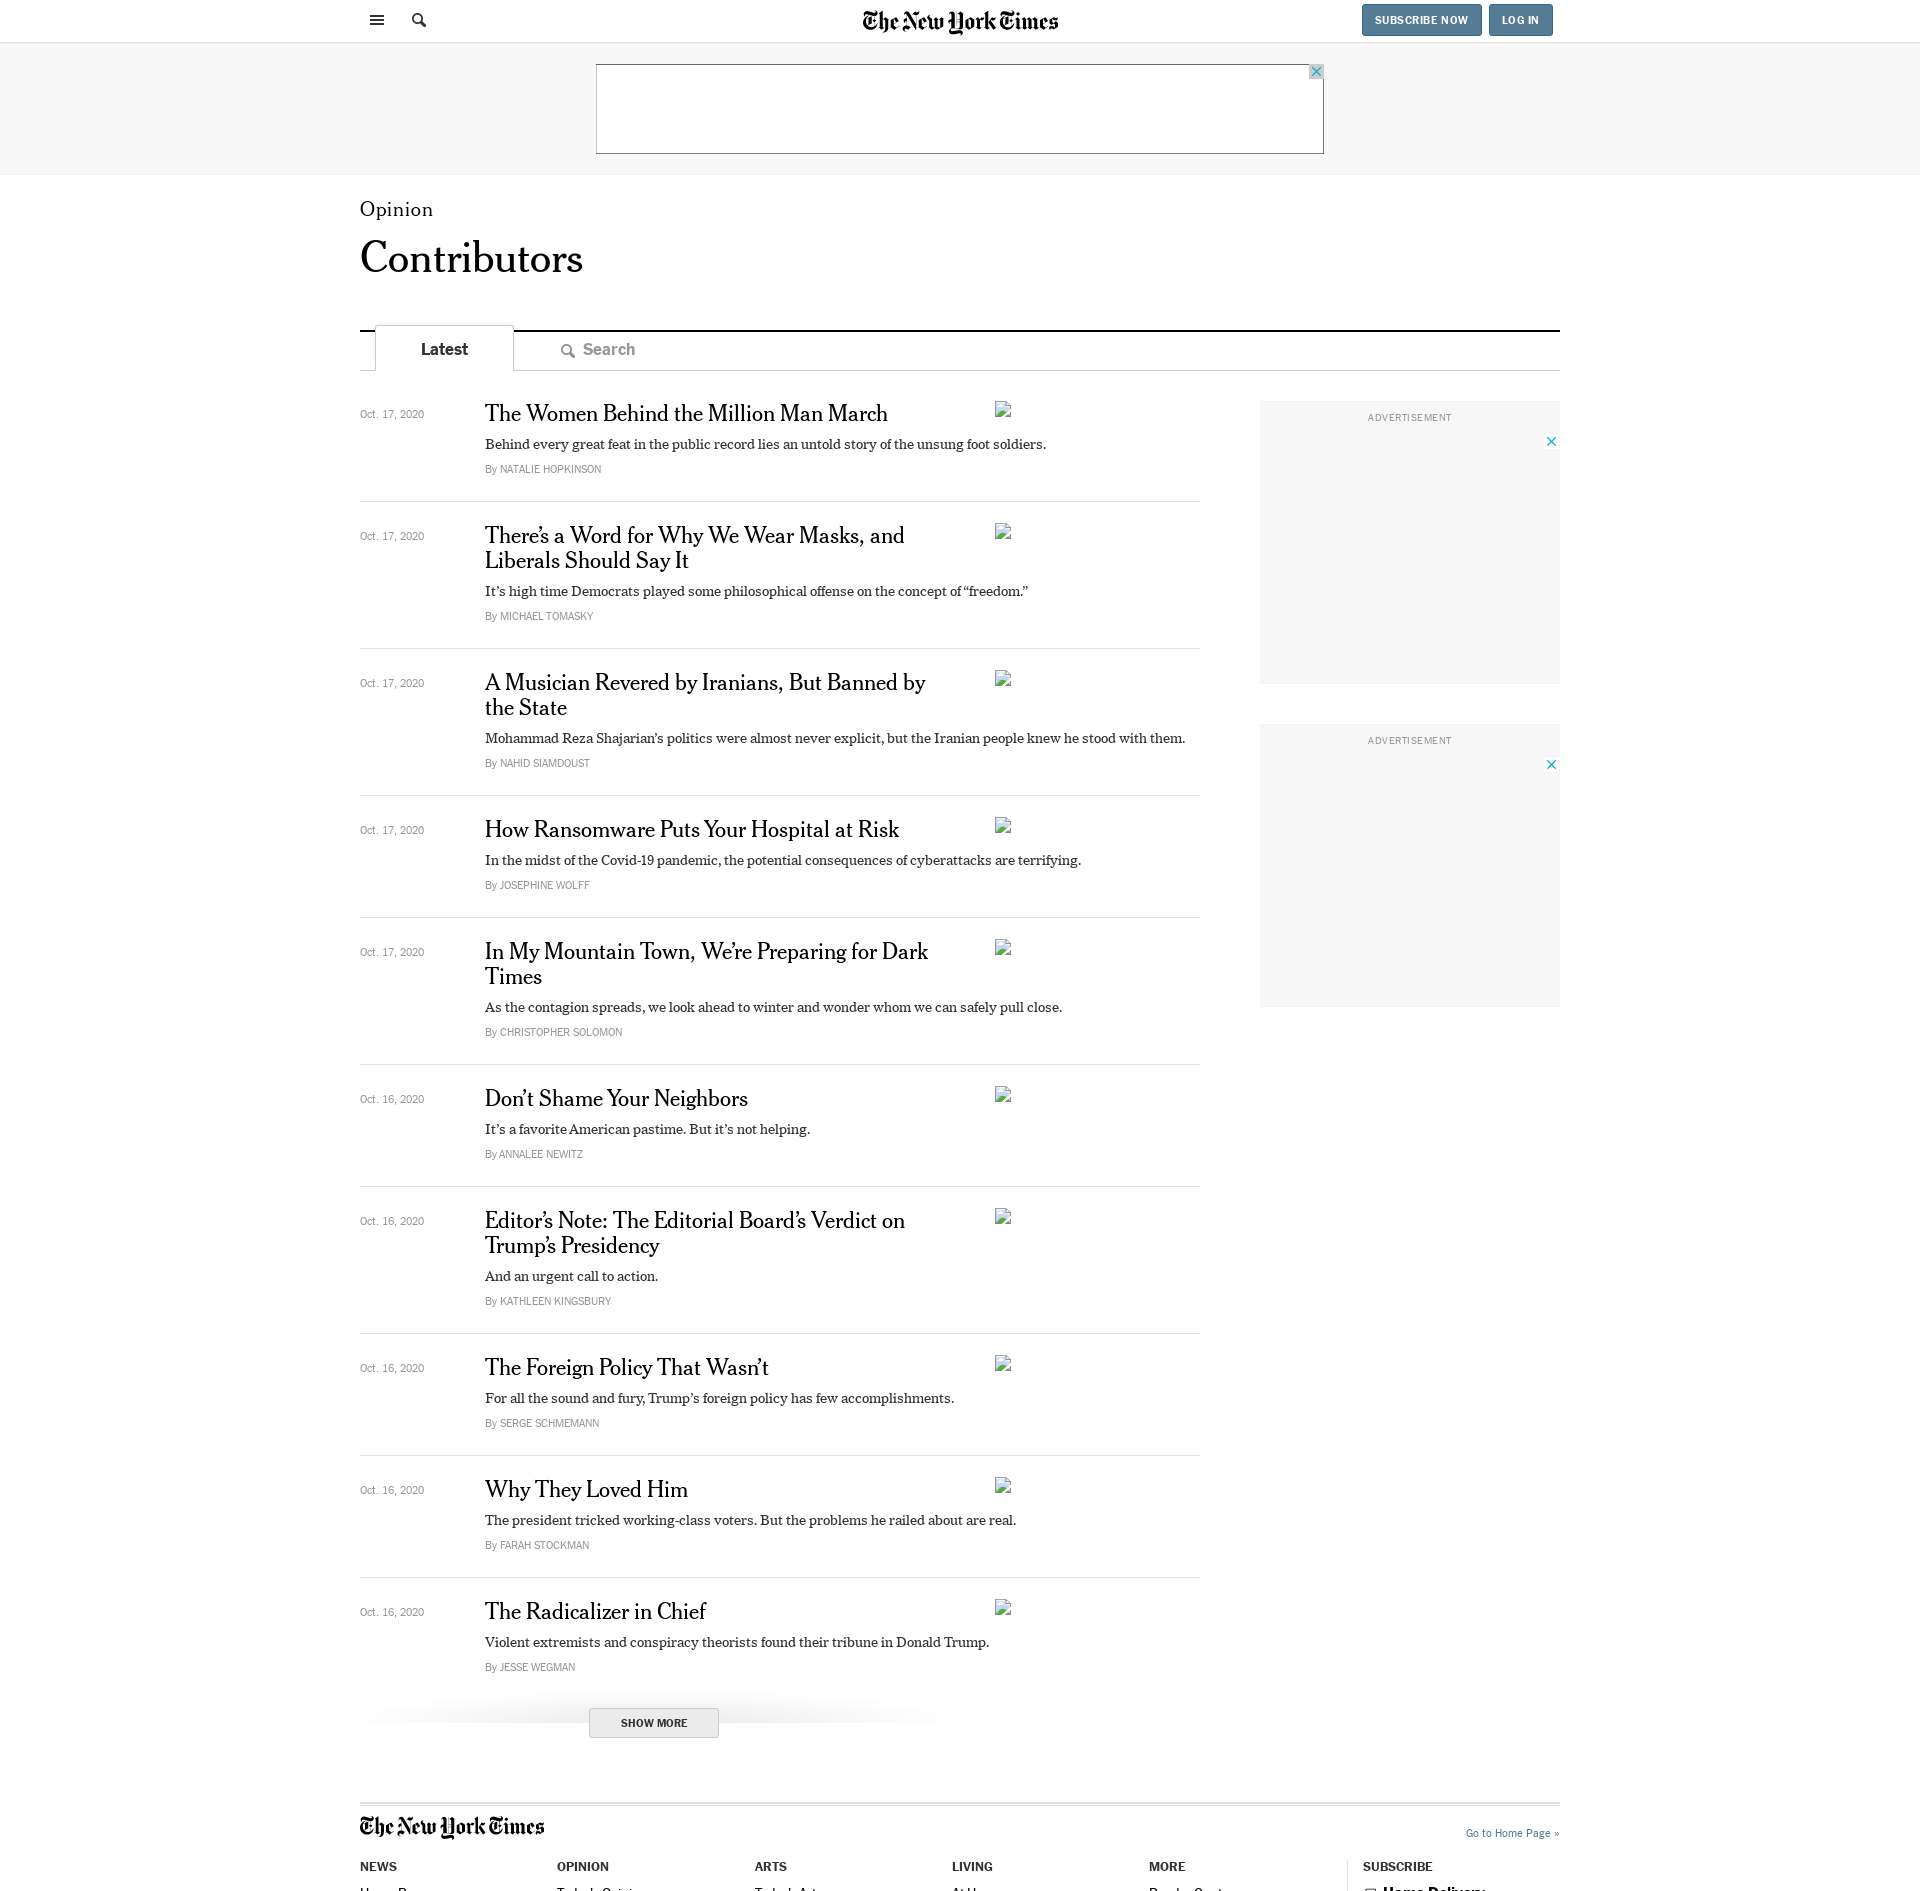 The New York Times
SUBSCRIBE NOW
LOG IN
Opinion
Contributors
Latest
Search
Oct. 17, 2020
The Women Behind the Million Man March
Behind every great feat in the public record lies an untold story of the unsung foot soldiers.
By NATALIE HOPKINSON
Oct. 17, 2020
There’s a Word for Why We Wear Masks, and
Liberals Should Say It
It’s high time Democrats played some philosophical offense on the concept of “freedom.”
By MICHAEL TOMASKY
Oct. 17, 2020
A Musician Revered by Iranians, But Banned by
the State
Mohammad Reza Shajarian’s politics were almost never explicit, but the Iranian people knew he stood with them.
By NAHID SIAMDOUST
Oct. 17, 2020
How Ransomware Puts Your Hospital at Risk
In the midst of the Covid-19 pandemic, the potential consequences of cyberattacks are terrifying.
By JOSEPHINE WOLFF
Oct. 17, 2020
In My Mountain Town, We’re Preparing for Dark
Times
As the contagion spreads, we look ahead to winter and wonder whom we can safely pull close.
By CHRISTOPHER SOLOMON
Oct. 16, 2020
Don’t Shame Your Neighbors
It’s a favorite American pastime. But it’s not helping.
By ANNALEE NEWITZ
Oct. 16, 2020
Editor’s Note: The Editorial Board’s Verdict on
Trump’s Presidency
And an urgent call to action.
By KATHLEEN KINGSBURY
Oct. 16, 2020
The Foreign Policy That Wasn’t
For all the sound and fury, Trump’s foreign policy has few accomplishments.
By SERGE SCHMEMANN
Oct. 16, 2020
Why They Loved Him
The president tricked working-class voters. But the problems he railed about are real.
By FARAH STOCKMAN
Oct. 16, 2020
The Radicalizer in Chief
Violent extremists and conspiracy theorists found their tribune in Donald Trump.
By JESSE WEGMAN
SHOW MORE
ADVERTISEMENT
ADVERTISEMENT
The New York Times
Go to Home Page »
NEWS
OPINION
ARTS
LIVING
MORE
SUBSCRIBE
Home Delivery